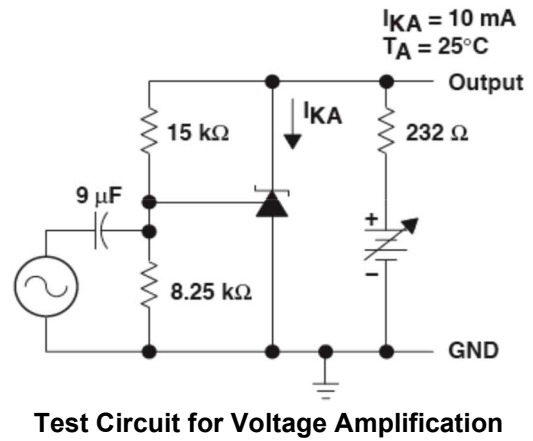 IKA = 10 mA
TA = 25°C
Output
IKA
15 kΩ
232 Ω
9 μF
+
8.25 kΩ
−
GND
Test Circuit for Voltage Amplification